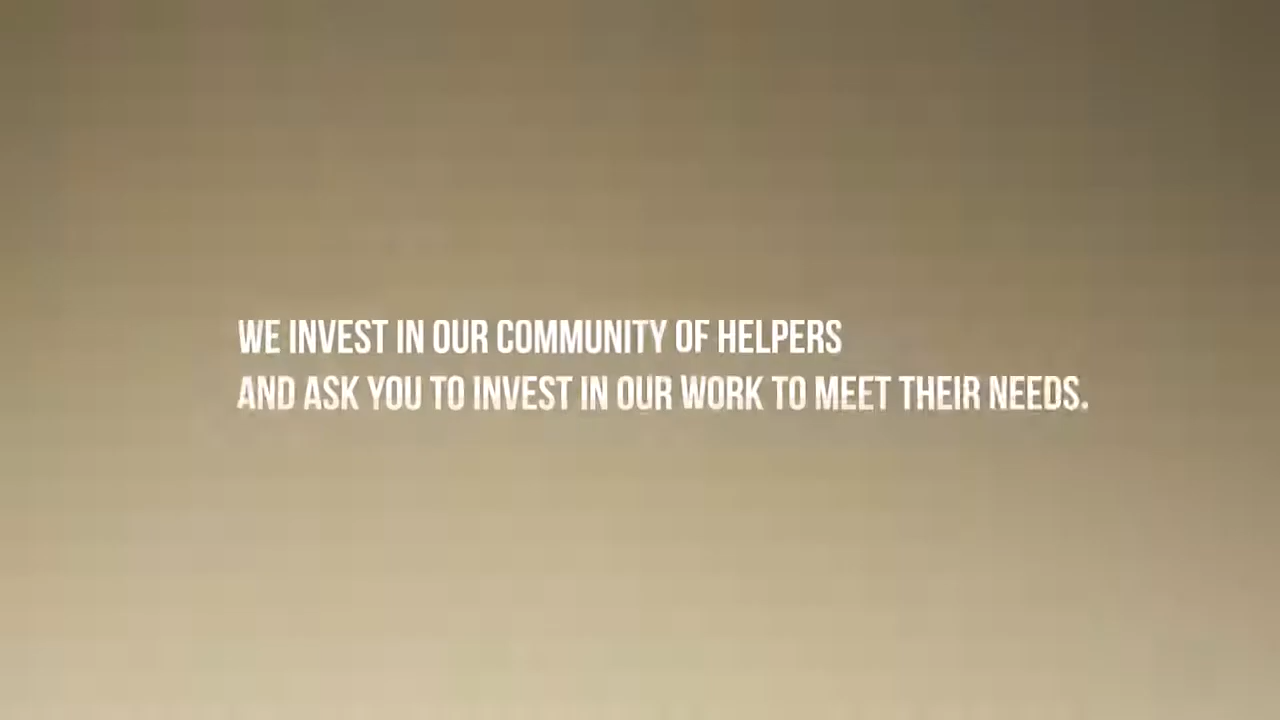 WE INVEST IN OUR COMMUNITY OF HELPERS
AND ASK YOU TO INVEST IN OUR WORK TO MEET THEIR NEEDS.